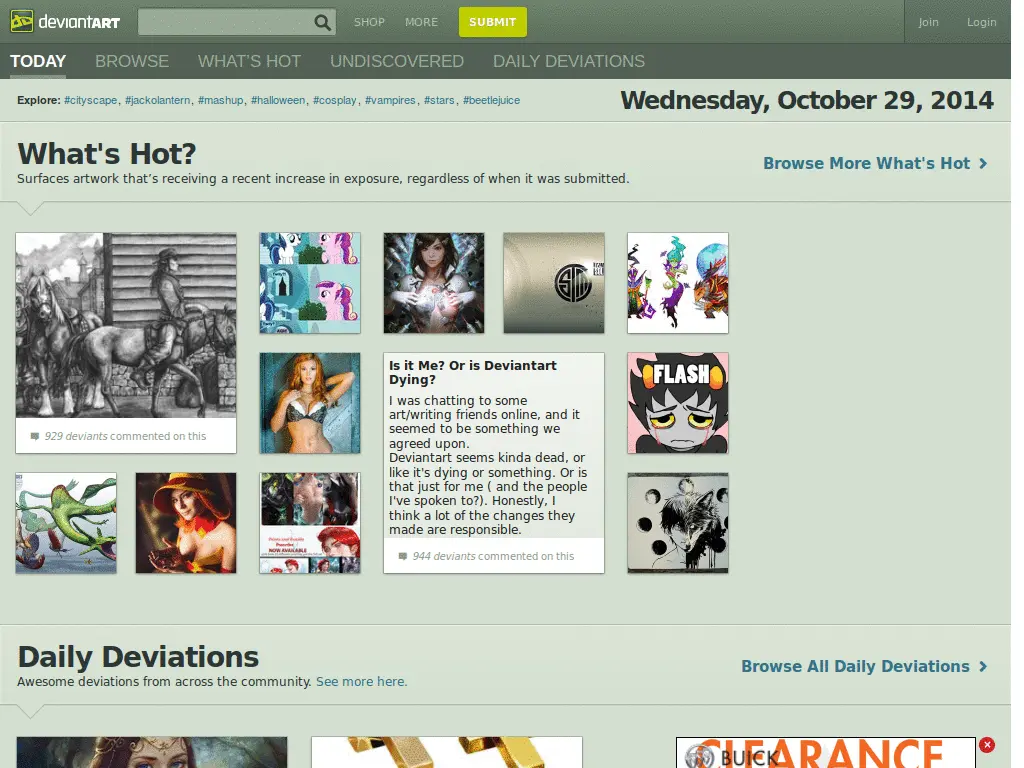 deviantART SHOP MORE SUBMIT Join Login
TODAY BROWSE WHAT'S HOT UNDISCOVERED DAILY DEVIATIONS
Explore: #cityscape, #jackolantern, #mashup, #halloween, #cosplay, #vampires, #stars, #beetlejuice
Wednesday, October 29, 2014
What's Hot?
Surfaces artwork that's receiving a recent increase in exposure, regardless of when it was submitted.
Browse More What's Hot
929 deviants commented on this
FLASH
Is it Me? Or is Deviantart
Dying?
I was chatting to some
art/writing friends online, and it
seemed to be something we
agreed upon.
Deviantart seems kinda dead, or
like it's dying or something. Or is
that just for me ( and the people
I've spoken to?). Honestly, I
think a lot of the changes they
made are responsible.
944 deviants commented on this
NOW AVAILABLE
Daily Deviations
Awesome deviations from across the community. See more here.
Browse All Daily Deviations
CLEARANCE
BUICK